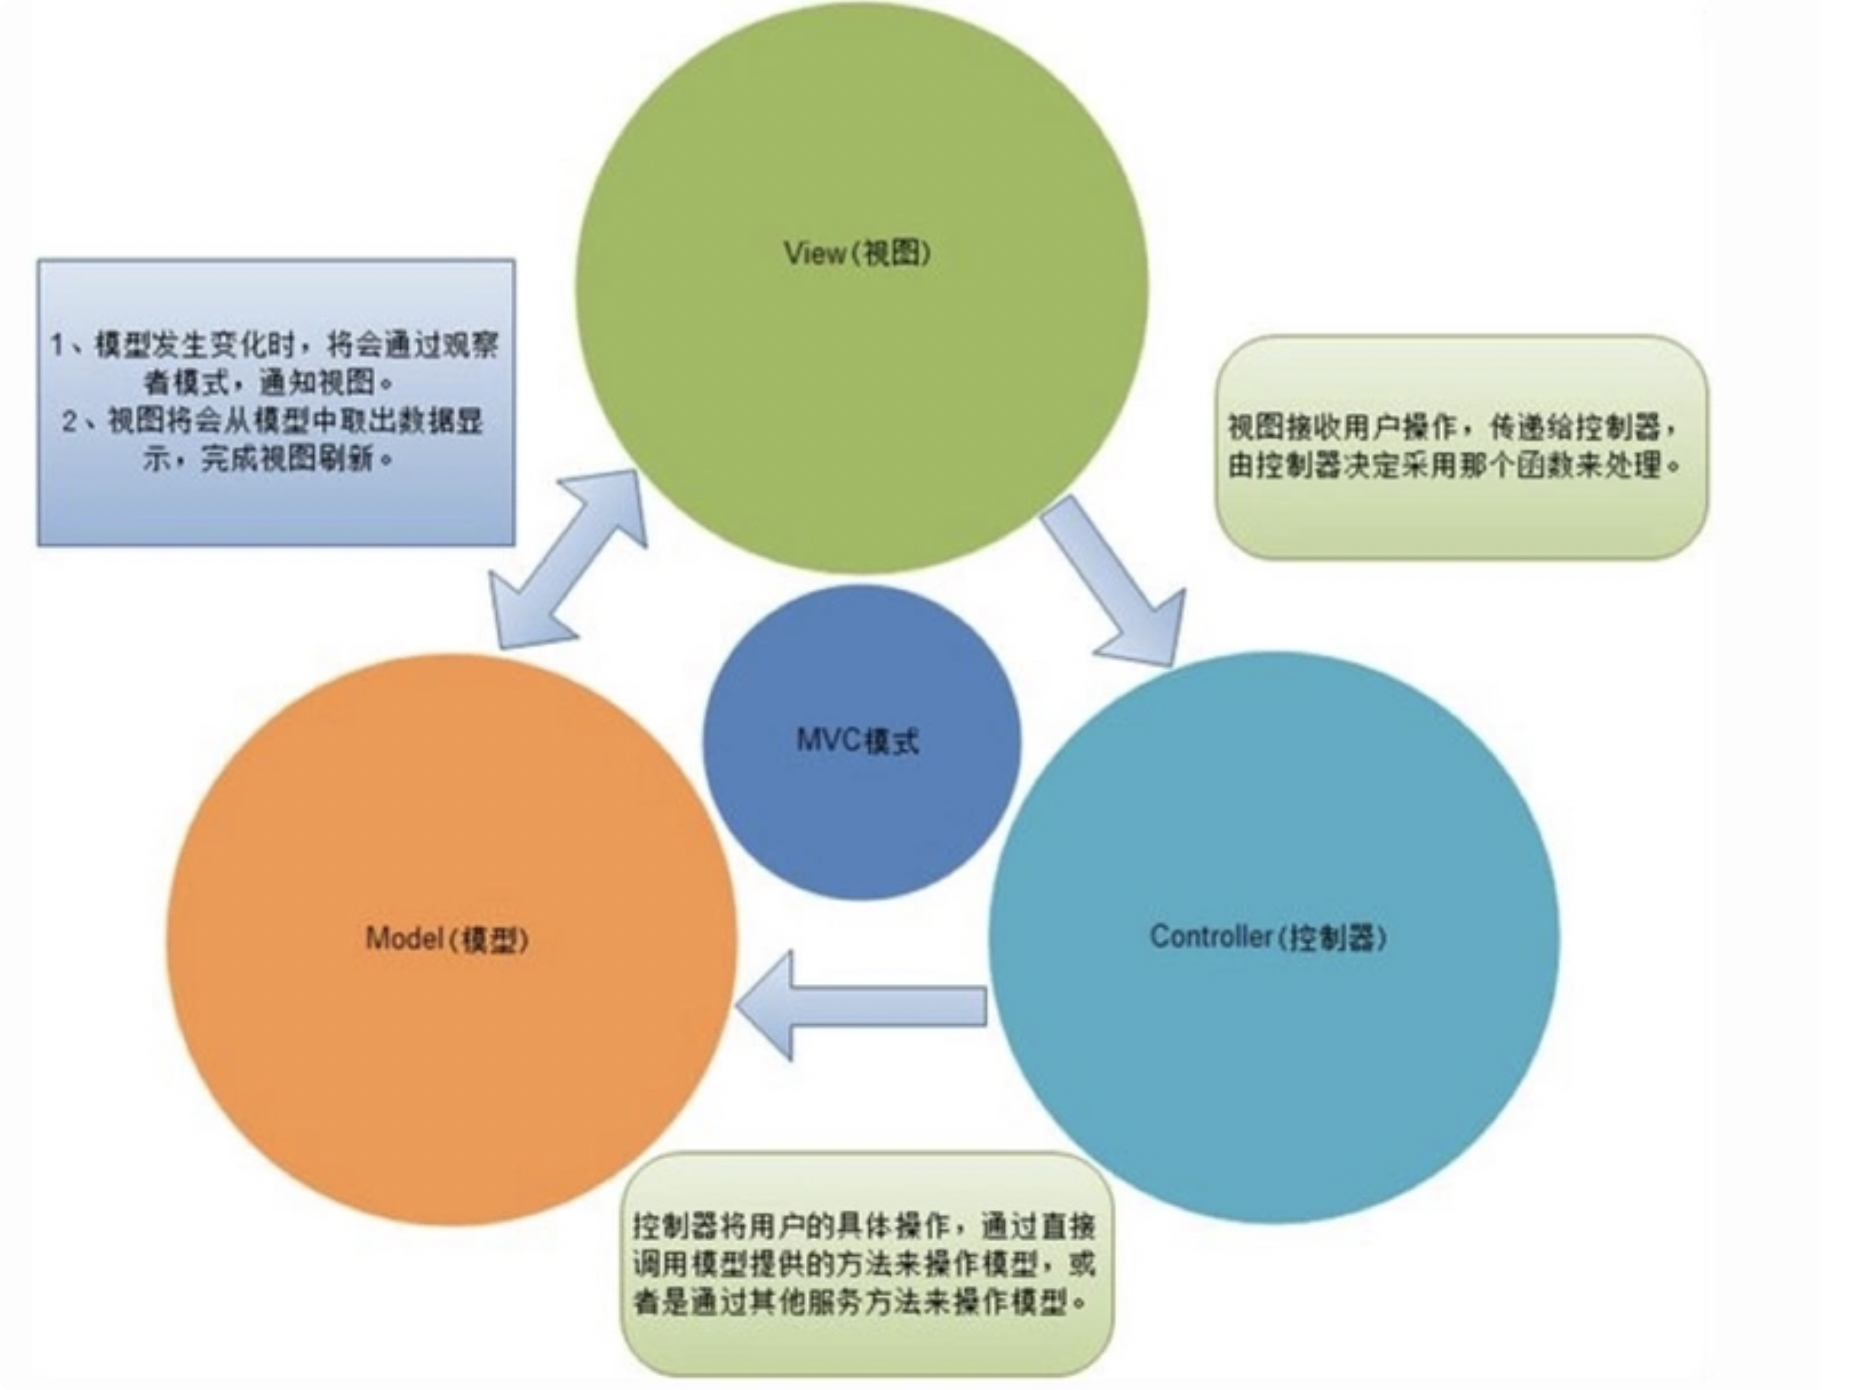 View(视图)
1、模型发生变化时，将会通过观察
者模式，通知视图。
2、视图将会从模型中取出数据显
示，完成视图刷新。
视图接收用户操作，传递给控制器，
由控制器决定采用那个函数来处理。
MVC模式
Model(模型)
Controller(控制器)
控制器将用户的具体操作，通过直接
调用模型提供的方法来操作模型，或
者是通过其他服务方法来操作模型。